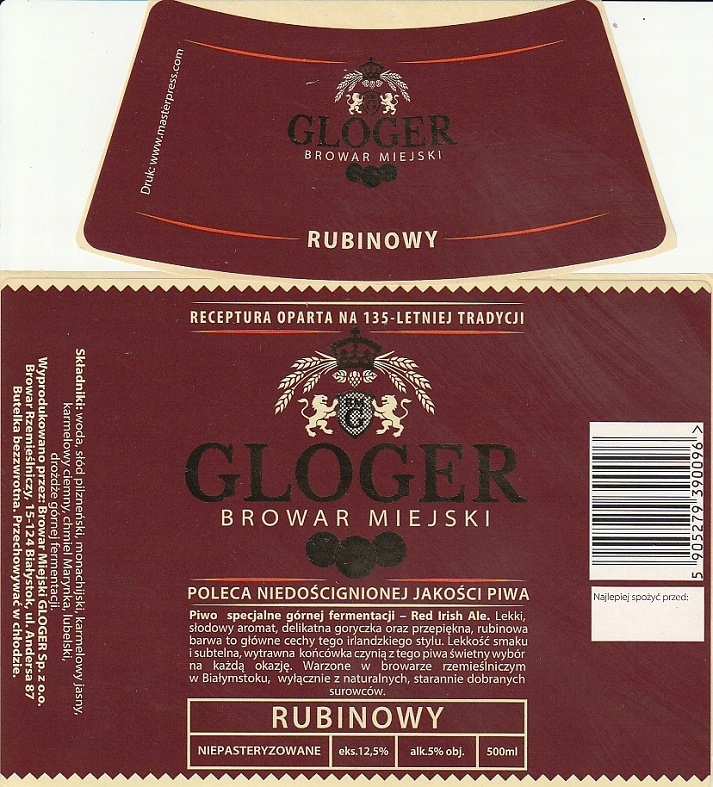 Druk: www.masterpress.com
GLOGER
BROWAR MIEJSKI
RUBINOWY
RECEPTURA OPARTA NA 135-LETNIEJ TRADYCJI
G
GLOGER
BROWAR MIEJSKI
POLECA NIEDOŚCIGNIONEJ JAKOŚCI PIWA
Piwo specjalne górnej fermentacji – Red Irish Ale. Lekki,
słodowy aromat, delikatna goryczka oraz przepiękna, rubinowa
barwa to główne cechy tego irlandzkiego stylu. Lekkość smaku
i subtelna, wytrawna końcówka czynią z tego piwa świetny wybór
na każdą okazję. Warzone w browarze rzemieślniczym
w Białymstoku, wyłącznie z naturalnych, starannie dobranych
surowców.
RUBINOWY
NIEPASTERYZOWANE
eks.12,5%
alk.5% obj.
500ml
Składniki: woda, słód pilzneński, monachijski, karmelowy jasny,
karmelowy ciemny, chmiel Marynka, lubelski,
drożdże górnej fermentacji.
Wyprodukowano przez: Browar Miejski GLOGER Sp. z o.o.
Browar Rzemieślniczy, 15-124 Białystok, ul. Andersa 87
Butelka bezzwrotna. Przechowywać w chłodzie.
5 905279 390096 >
Najlepiej spożyć przed: